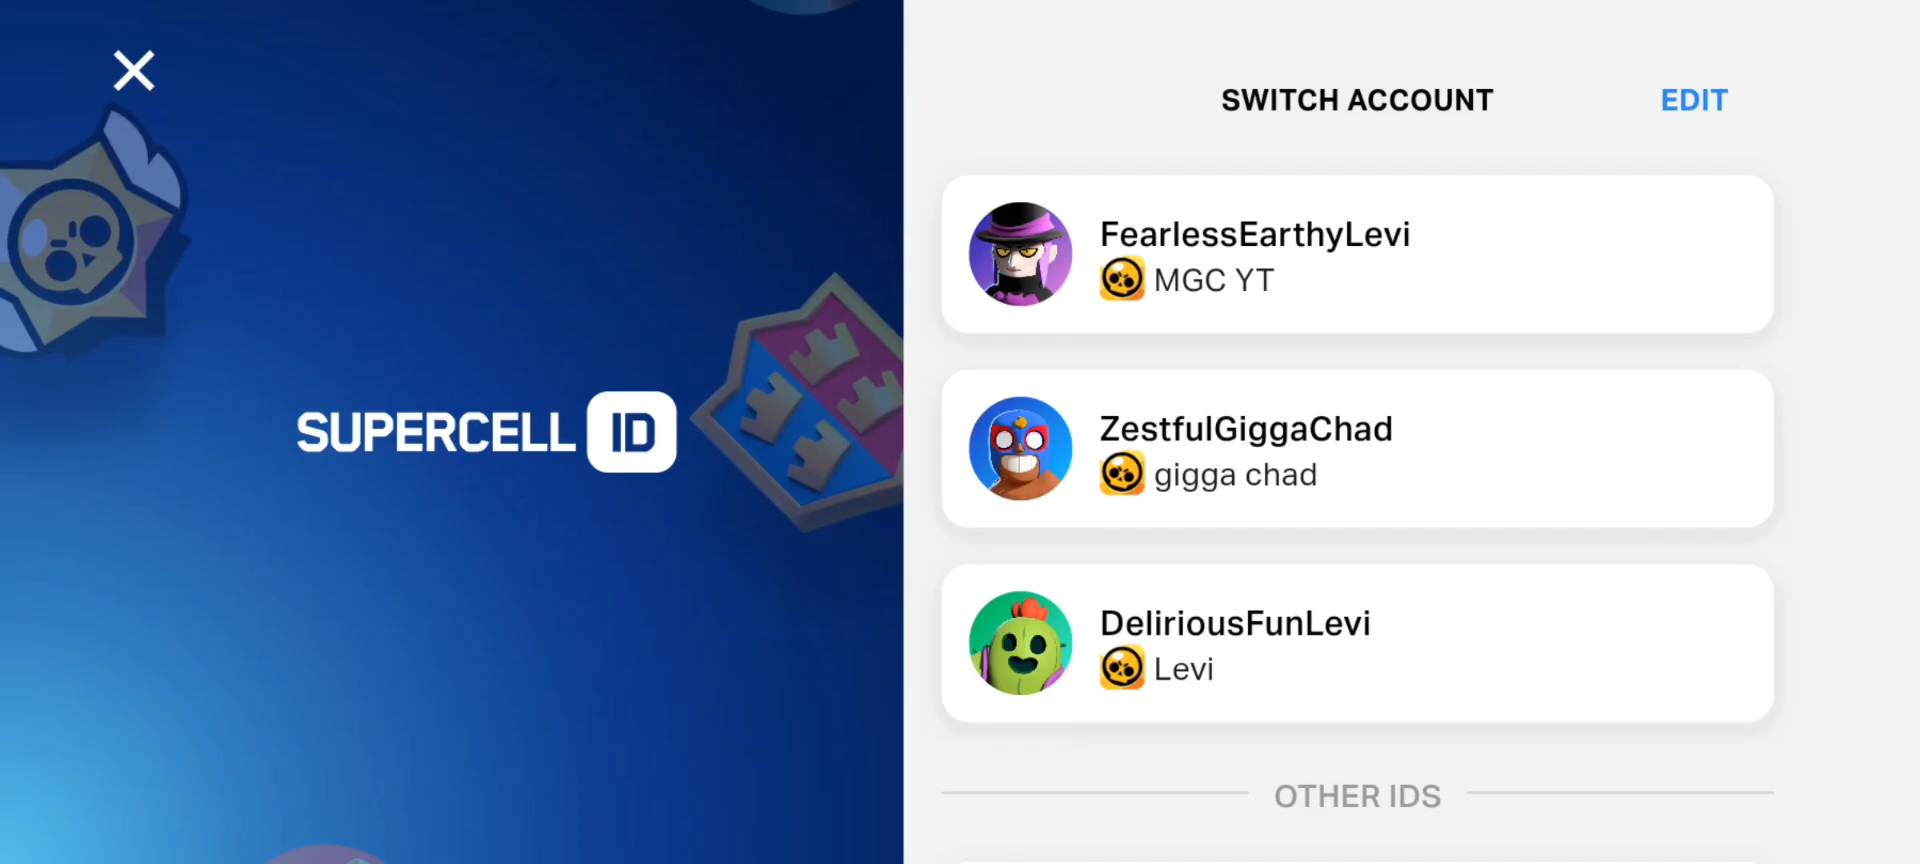 SUPERCELL ID
SWITCH ACCOUNT
EDIT
FearlessEarthyLevi
MGC YT
ZestfulGiggaChad
gigga chad
DeliriousFunLevi
Levi
OTHER IDS